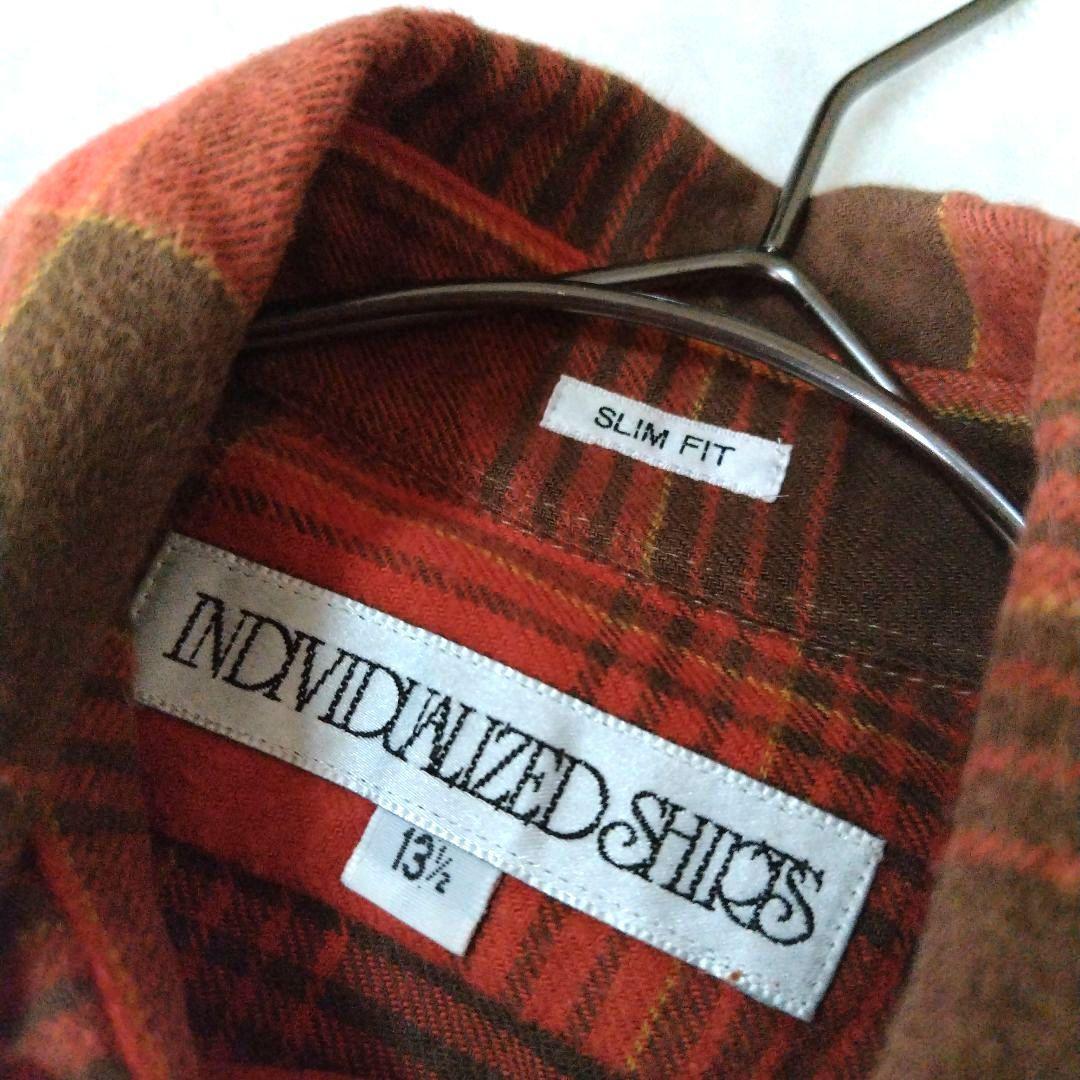 SLIM FIT
INDIVIDUALIZED SHIRTS
13½